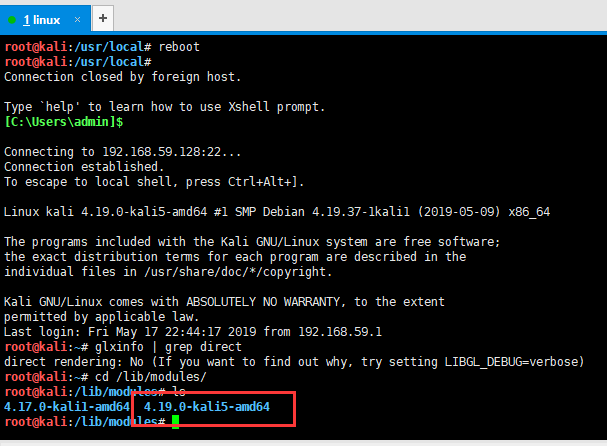 1 linux × +
root@kali:/usr/local# reboot
root@kali:/usr/local#
Connection closed by foreign host.
Type `help' to learn how to use Xshell prompt.
[C:\Users\admin]$
Connecting to 192.168.59.128:22...
Connection established.
To escape to local shell, press Ctrl+Alt+].
Linux kali 4.19.0-kali5-amd64 #1 SMP Debian 4.19.37-1kali1 (2019-05-09) x86_64
The programs included with the Kali GNU/Linux system are free software;
the exact distribution terms for each program are described in the
individual files in /usr/share/doc/*/copyright.
Kali GNU/Linux comes with ABSOLUTELY NO WARRANTY, to the extent
permitted by applicable law.
Last login: Fri May 17 22:44:17 2019 from 192.168.59.1
root@kali:~# glxinfo | grep direct
direct rendering: No (If you want to find out why, try setting LIBGL_DEBUG=verbose)
root@kali:~# cd /lib/modules/
root@kali:/lib/modules# ls
4.17.0-kali1-amd64 4.19.0-kali5-amd64
root@kali:/lib/modules#